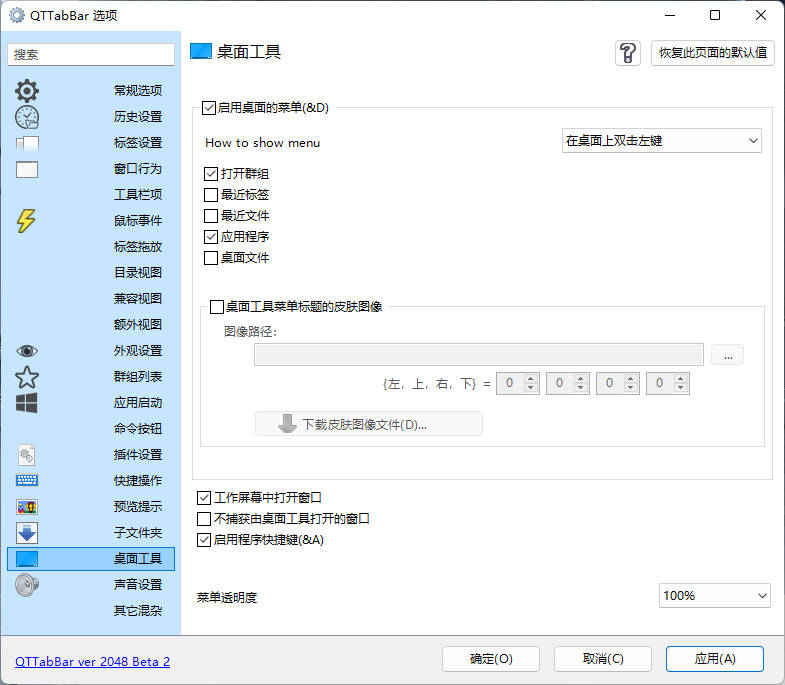 QTTabBar 选项
搜索
常规选项
历史设置
标签设置
窗口行为
工具栏项
鼠标事件
标签拖放
目录视图
兼容视图
额外视图
外观设置
群组列表
应用启动
命令按钮
插件设置
快捷操作
预览提示
子文件夹
桌面工具
声音设置
其它混杂
桌面工具
?
恢复此页面的默认值
启用桌面的菜单(&D)
How to show menu
在桌面上双击左键
打开群组
最近标签
最近文件
应用程序
桌面文件
桌面工具菜单标题的皮肤图像
图像路径:
...
{左, 上, 右, 下} = 0 0 0 0
下载皮肤图像文件(D)...
工作屏幕中打开窗口
不捕获由桌面工具打开的窗口
启用程序快捷键(&A)
菜单透明度
100%
QTTabBar ver 2048 Beta 2
确定(O)
取消(C)
应用(A)